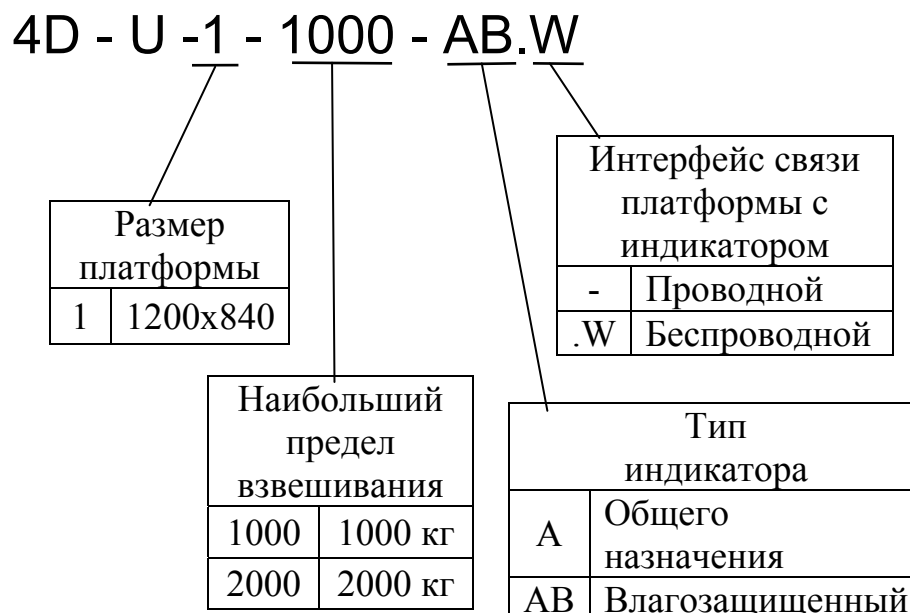 4D - U -1 - 1000 - AB.W
Интерфейс связи
платформы с
индикатором
- Проводной
.W Беспроводной
Размер
платформы
1 1200x840
Наибольший
предел
взвешивания
1000 1000 кг
2000 2000 кг
Тип
индикатора
A Общего
назначения
AB Влагозащищенный